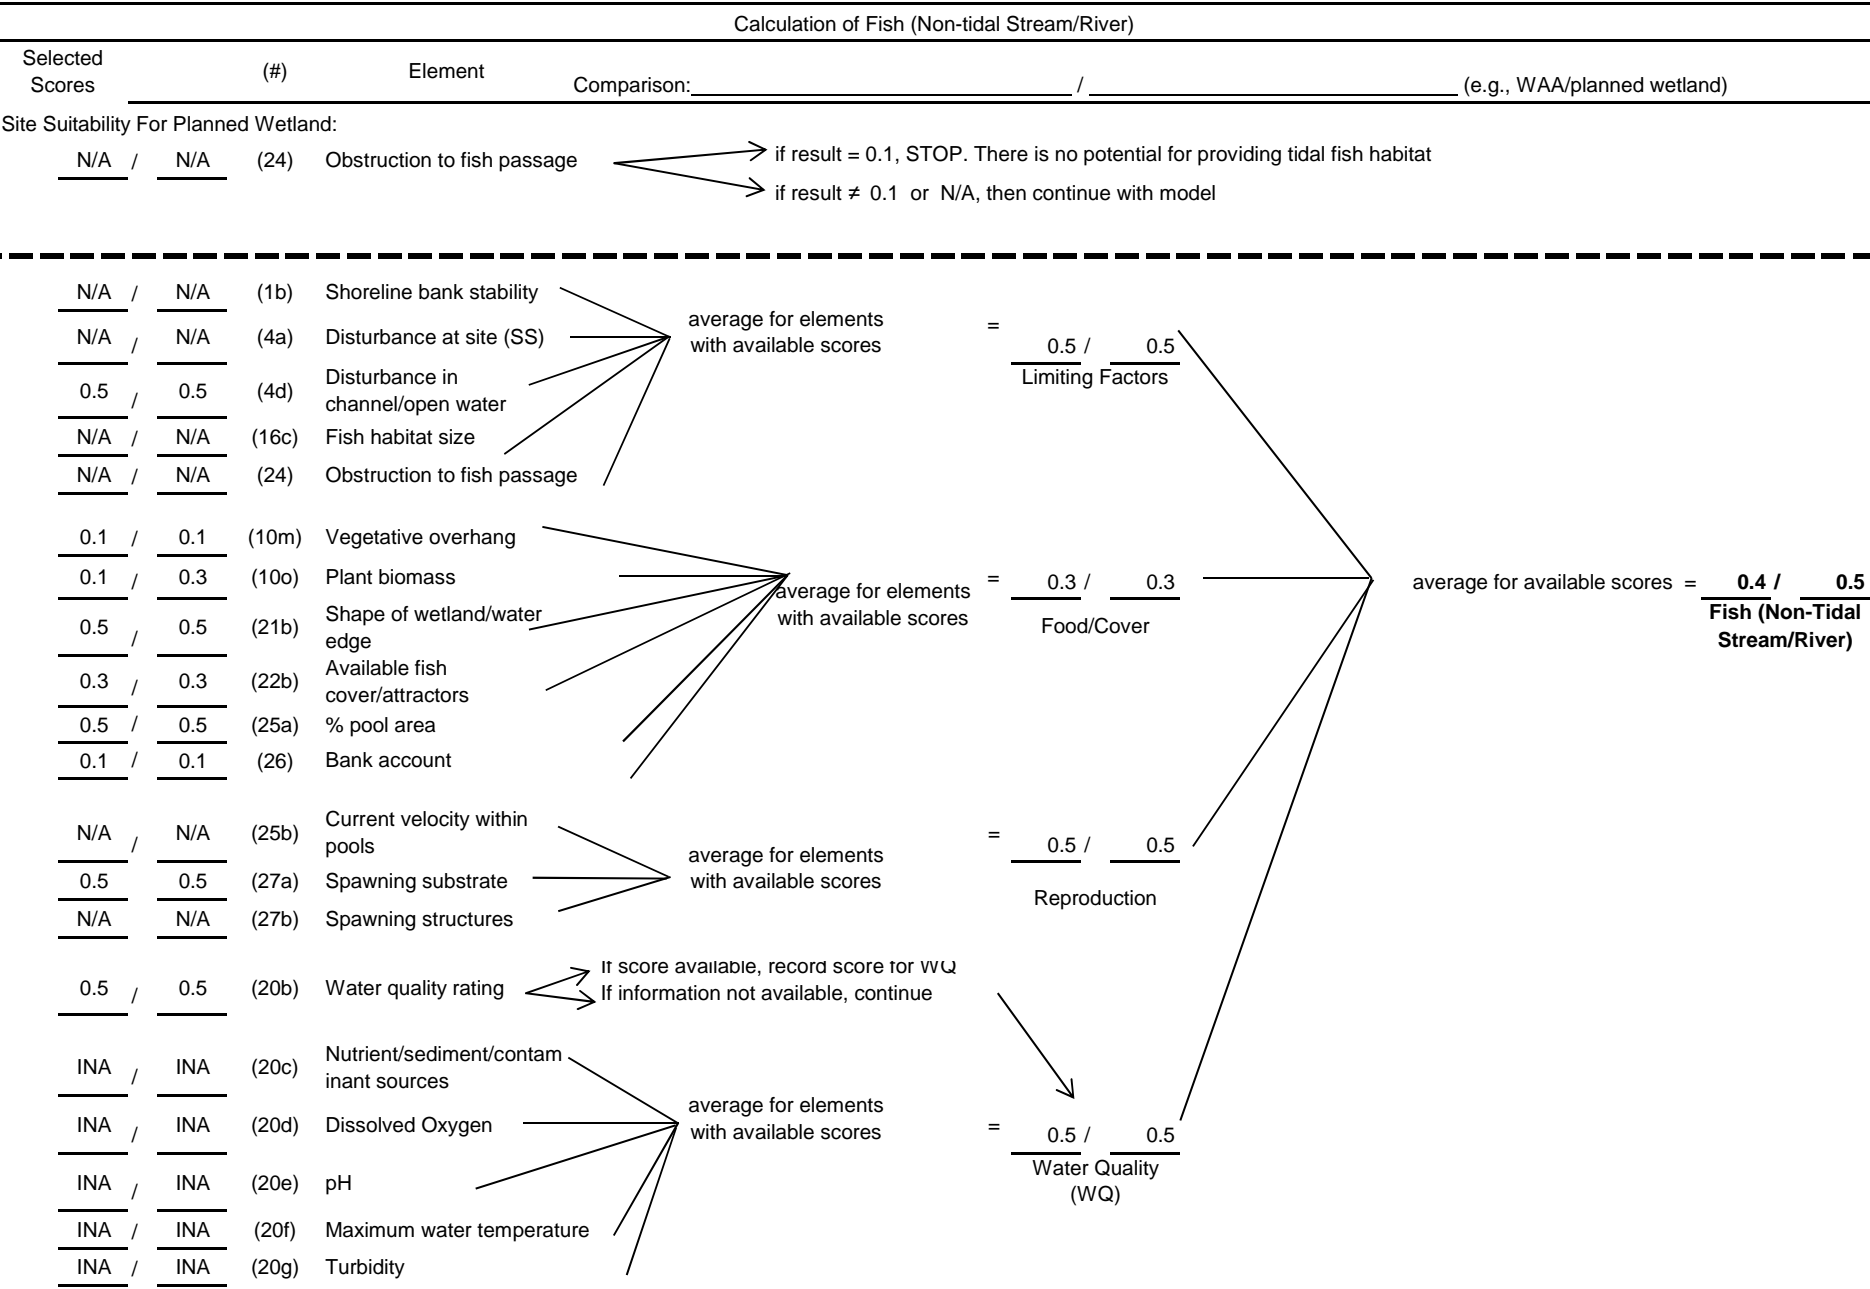 Calculation of Fish (Non-tidal Stream/River)
Selected
Scores
(#)
Element
Comparison: / (e.g., WAA/planned wetland)
Site Suitability For Planned Wetland:
N/A / N/A (24) Obstruction to fish passage
if result = 0.1, STOP. There is no potential for providing tidal fish habitat
if result ≠ 0.1 or N/A, then continue with model
N/A / N/A (1b) Shoreline bank stability
N/A / N/A (4a) Disturbance at site (SS)
0.5 / 0.5 (4d) Disturbance in
channel/open water
N/A / N/A (16c) Fish habitat size
N/A / N/A (24) Obstruction to fish passage
average for elements
with available scores
=
0.5 / 0.5
Limiting Factors
0.1 / 0.1 (10m) Vegetative overhang
0.1 / 0.3 (10o) Plant biomass
0.5 / 0.5 (21b) Shape of wetland/water
edge
0.3 / 0.3 (22b) Available fish
cover/attractors
0.5 / 0.5 (25a) % pool area
0.1 / 0.1 (26) Bank account
average for elements
with available scores
= 0.3 / 0.3
Food/Cover
average for available scores = 0.4 / 0.5
Fish (Non-Tidal
Stream/River)
N/A / N/A (25b) Current velocity within
pools
0.5 0.5 (27a) Spawning substrate
N/A N/A (27b) Spawning structures
average for elements
with available scores
=
0.5 / 0.5
Reproduction
0.5 / 0.5 (20b) Water quality rating
If score available, record score for WQ
If information not available, continue
INA / INA (20c) Nutrient/sediment/contam
inant sources
INA / INA (20d) Dissolved Oxygen
INA / INA (20e) pH
INA / INA (20f) Maximum water temperature
INA / INA (20g) Turbidity
average for elements
with available scores
=
0.5 / 0.5
Water Quality
(WQ)